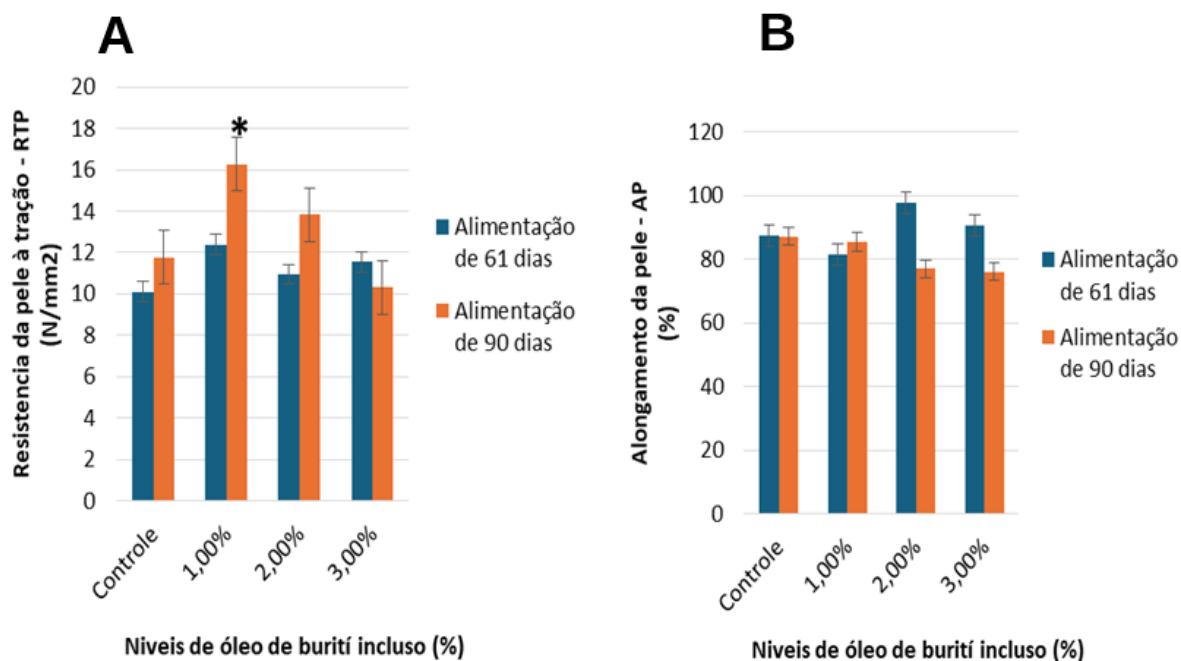 A
Resistencia da pele à tração - RTP
(N/mm2)
20
18
16
14
12
10
8
6
4
2
0
*
Controle
1,00%
2,00%
3,00%
Niveis de óleo de burití incluso (%)
Alimentação
de 61 dias
Alimentação
de 90 dias
B
Alongamento da pele - AP
(%)
120
100
80
60
40
20
0
Controle
1,00%
2,00%
3,00%
Niveis de óleo de burití incluso (%)
Alimentação
de 61 dias
Alimentação
de 90 dias